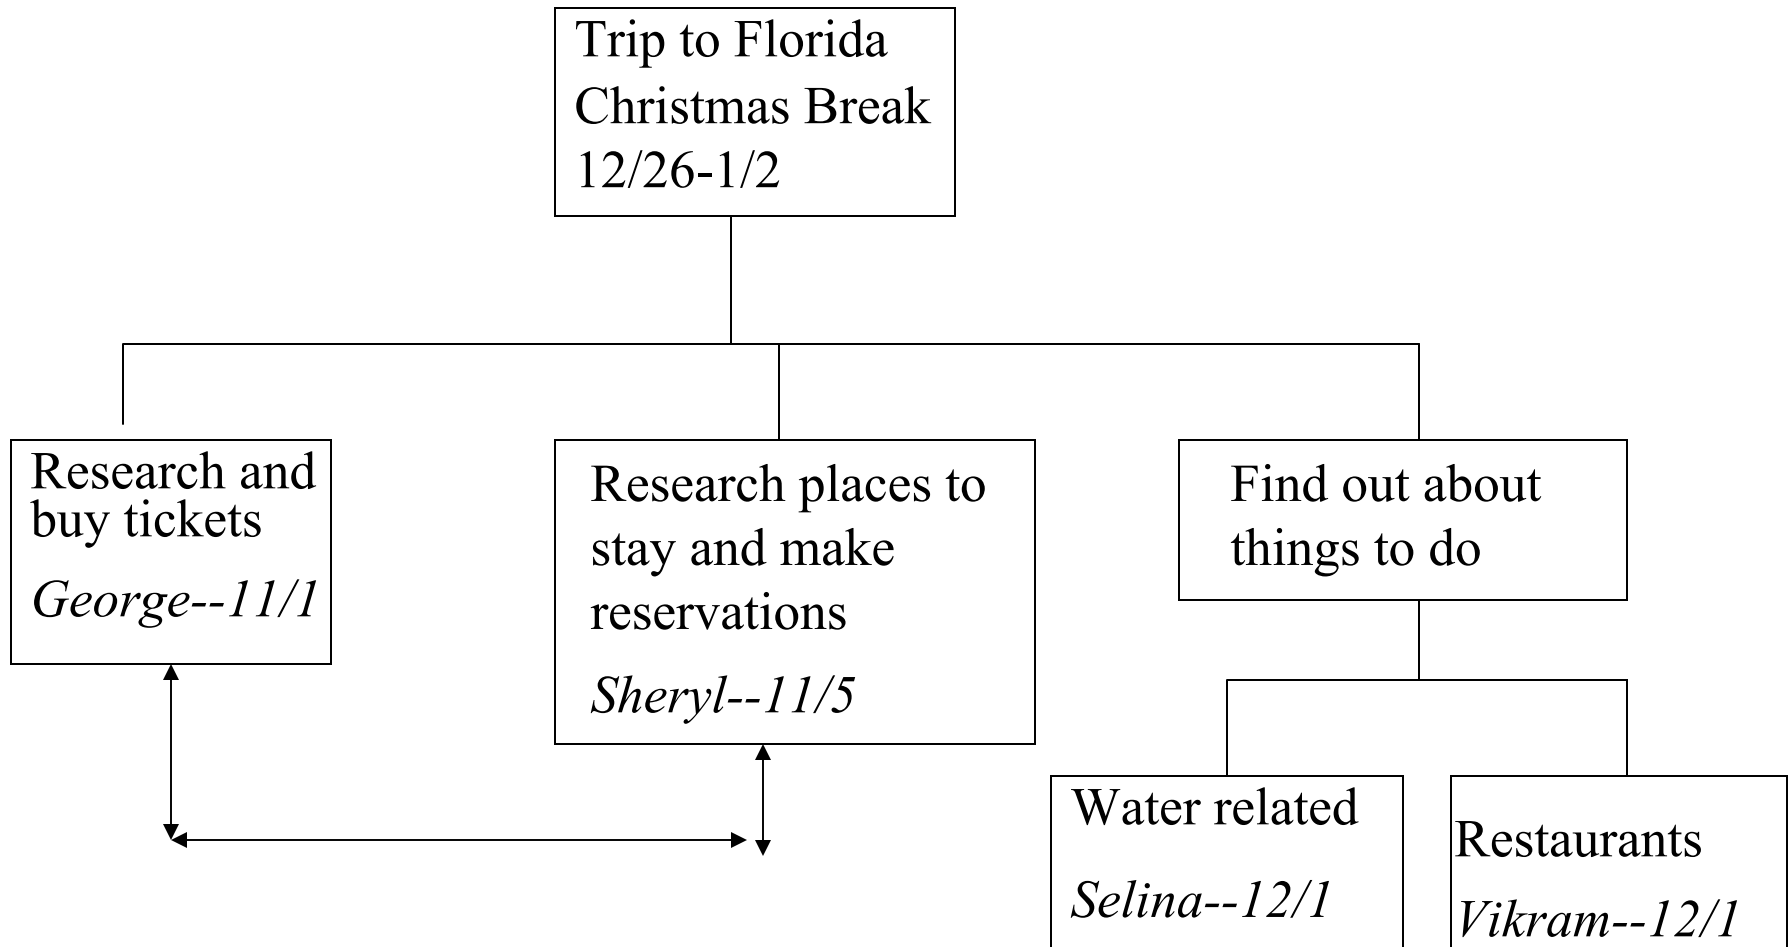 Trip to Florida
Christmas Break
12/26-1/2
Research and
buy tickets
George--11/1
Research places to
stay and make
reservations
Sheryl--11/5
Find out about
things to do
Water related
Selina--12/1
Restaurants
Vikram--12/1